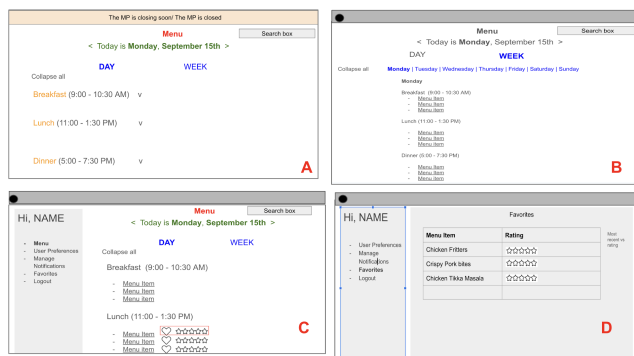 The MP is closing soon/ The MP is closed
Menu
Search box
< Today is Monday, September 15th >
DAY
WEEK
Collapse all
Breakfast (9:00 - 10:30 AM) v
Lunch (11:00 - 1:30 PM) v
Dinner (5:00 - 7:30 PM) v
A
Menu
Search box
< Today is Monday, September 15th >
DAY
WEEK
Collapse all
Monday | Tuesday | Wednesday | Thursday | Friday | Saturday | Sunday
Monday
Breakfast (9:00 - 10:30 AM)
- Menu Item
- Menu Item
- Menu Item
Lunch (11:00 - 1:30 PM)
- Menu Item
- Menu Item
- Menu Item
Dinner (5:00 - 7:30 PM)
- Menu Item
- Menu Item
- Menu Item
B
Hi, NAME
- Menu
- User Preferences
- Manage
Notifications
- Favorites
- Logout
Menu
Search box
< Today is Monday, September 15th >
DAY
WEEK
Collapse all
Breakfast (9:00 - 10:30 AM)
- Menu Item
- Menu Item
- Menu Item
Lunch (11:00 - 1:30 PM)
- Menu Item
- Menu Item
- Menu Item
C
Hi, NAME
- User Preferences
- Manage
Notifications
- Favorites
- Logout
Favorites
Menu Item
Rating
Chicken Fritters
Crispy Pork bites
Chicken Tikka Masala
Most
recent vs
rating
D